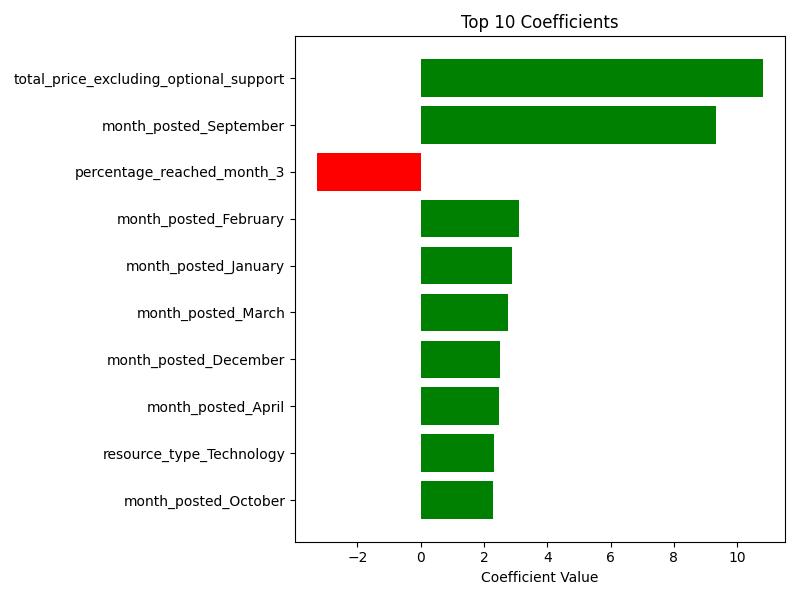 Top 10 Coefficients
total_price_excluding_optional_support
month_posted_September
percentage_reached_month_3
month_posted_February
month_posted_January
month_posted_March
month_posted_December
month_posted_April
resource_type_Technology
month_posted_October
−2 0 2 4 6 8 10
Coefficient Value